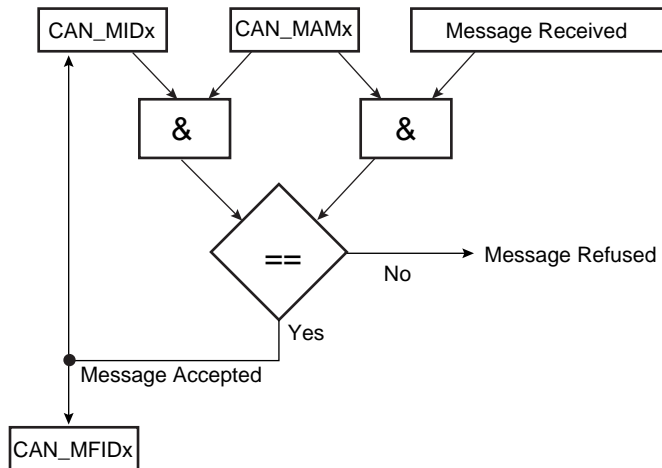 CAN_MIDx
CAN_MAMx
Message Received
&
&
==
No
Message Refused
Yes
Message Accepted
CAN_MFIDx